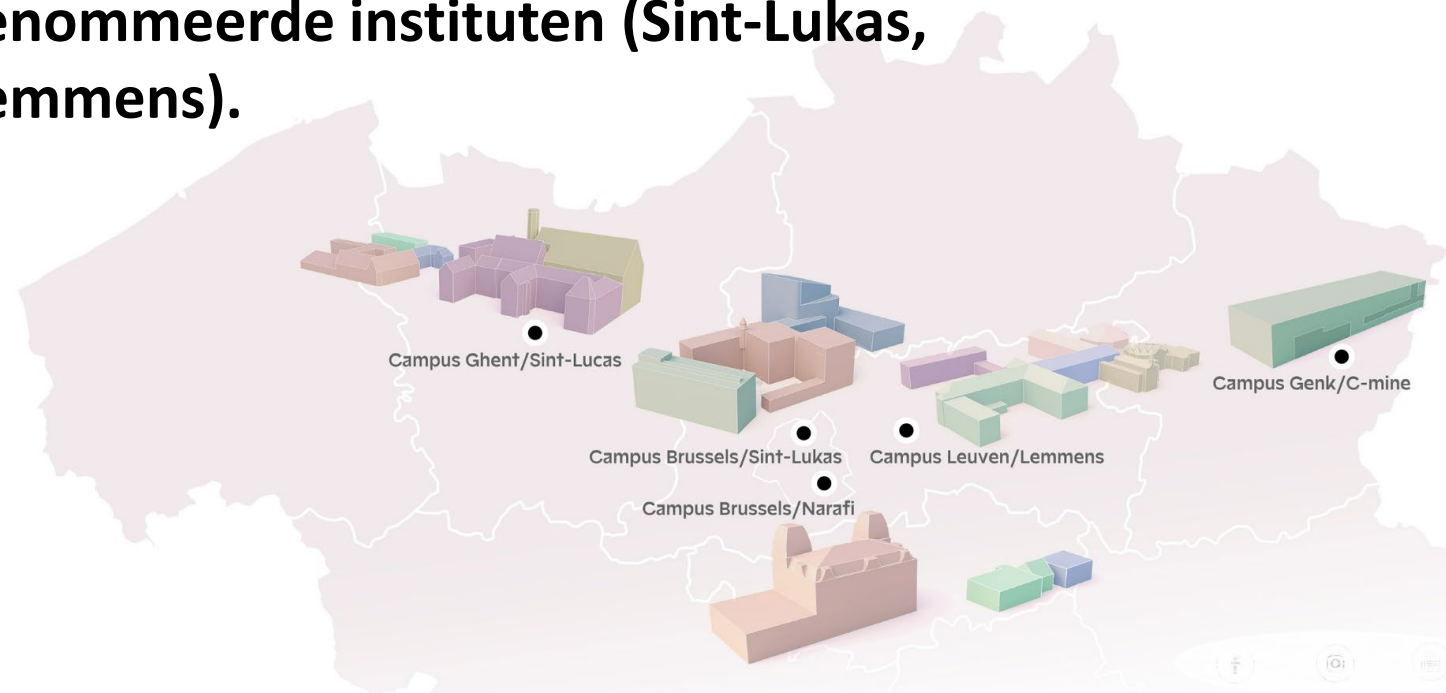 enommeerde instituten (Sint-Lukas,
emmens).
Campus Ghent/Sint-Lucas
Campus Genk/C-mine
Campus Brussels/Sint-Lukas
Campus Leuven/Lemmens
Campus Brussels/Narafi